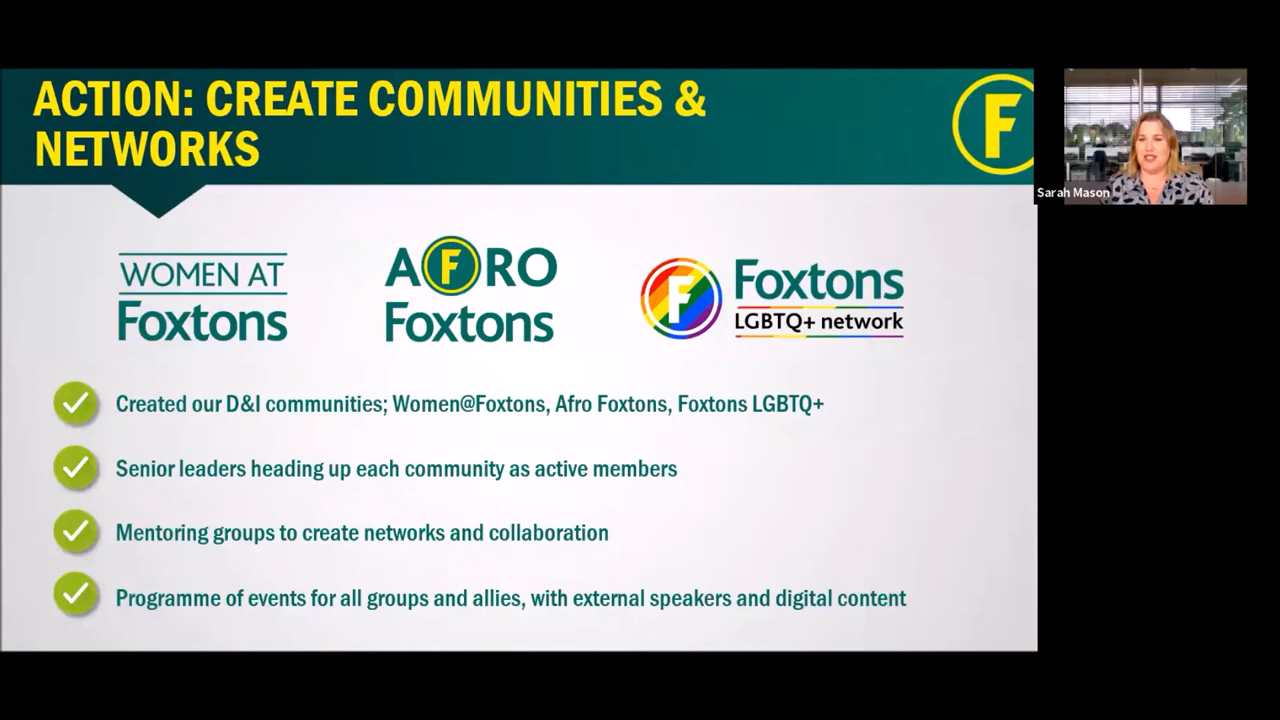 ACTION: CREATE COMMUNITIES &
NETWORKS
F
Sarah Mason
WOMEN AT
Foxtons
AFRO
Foxtons
F
Foxtons
LGBTQ+ network
Created our D&I communities; Women@Foxtons, Afro Foxtons, Foxtons LGBTQ+
Senior leaders heading up each community as active members
Mentoring groups to create networks and collaboration
Programme of events for all groups and allies, with external speakers and digital content